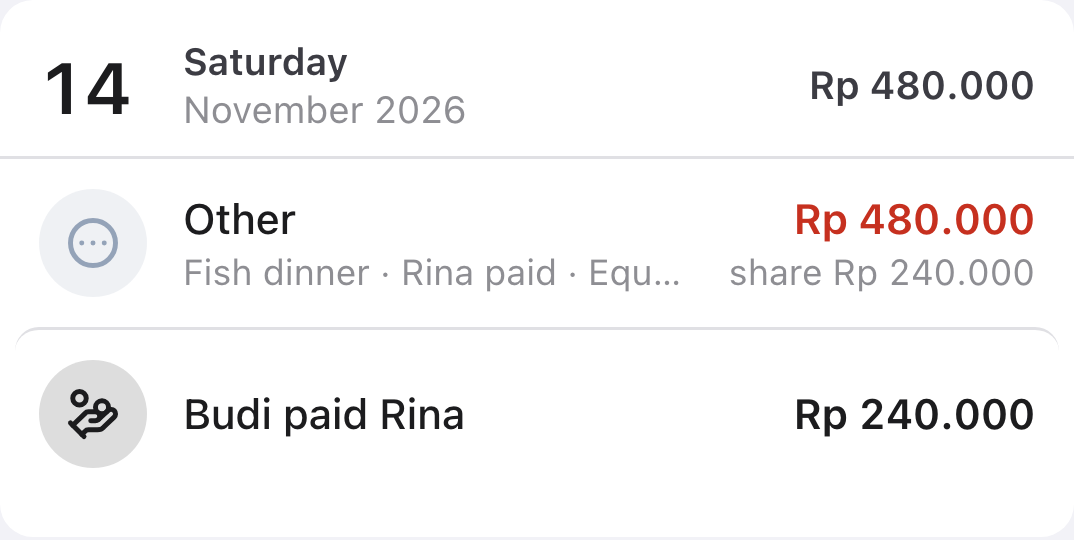 14
Saturday
November 2026
Rp 480.000
Other
Rp 480.000
Fish dinner · Rina paid · Equ...
share Rp 240.000
Budi paid Rina
Rp 240.000